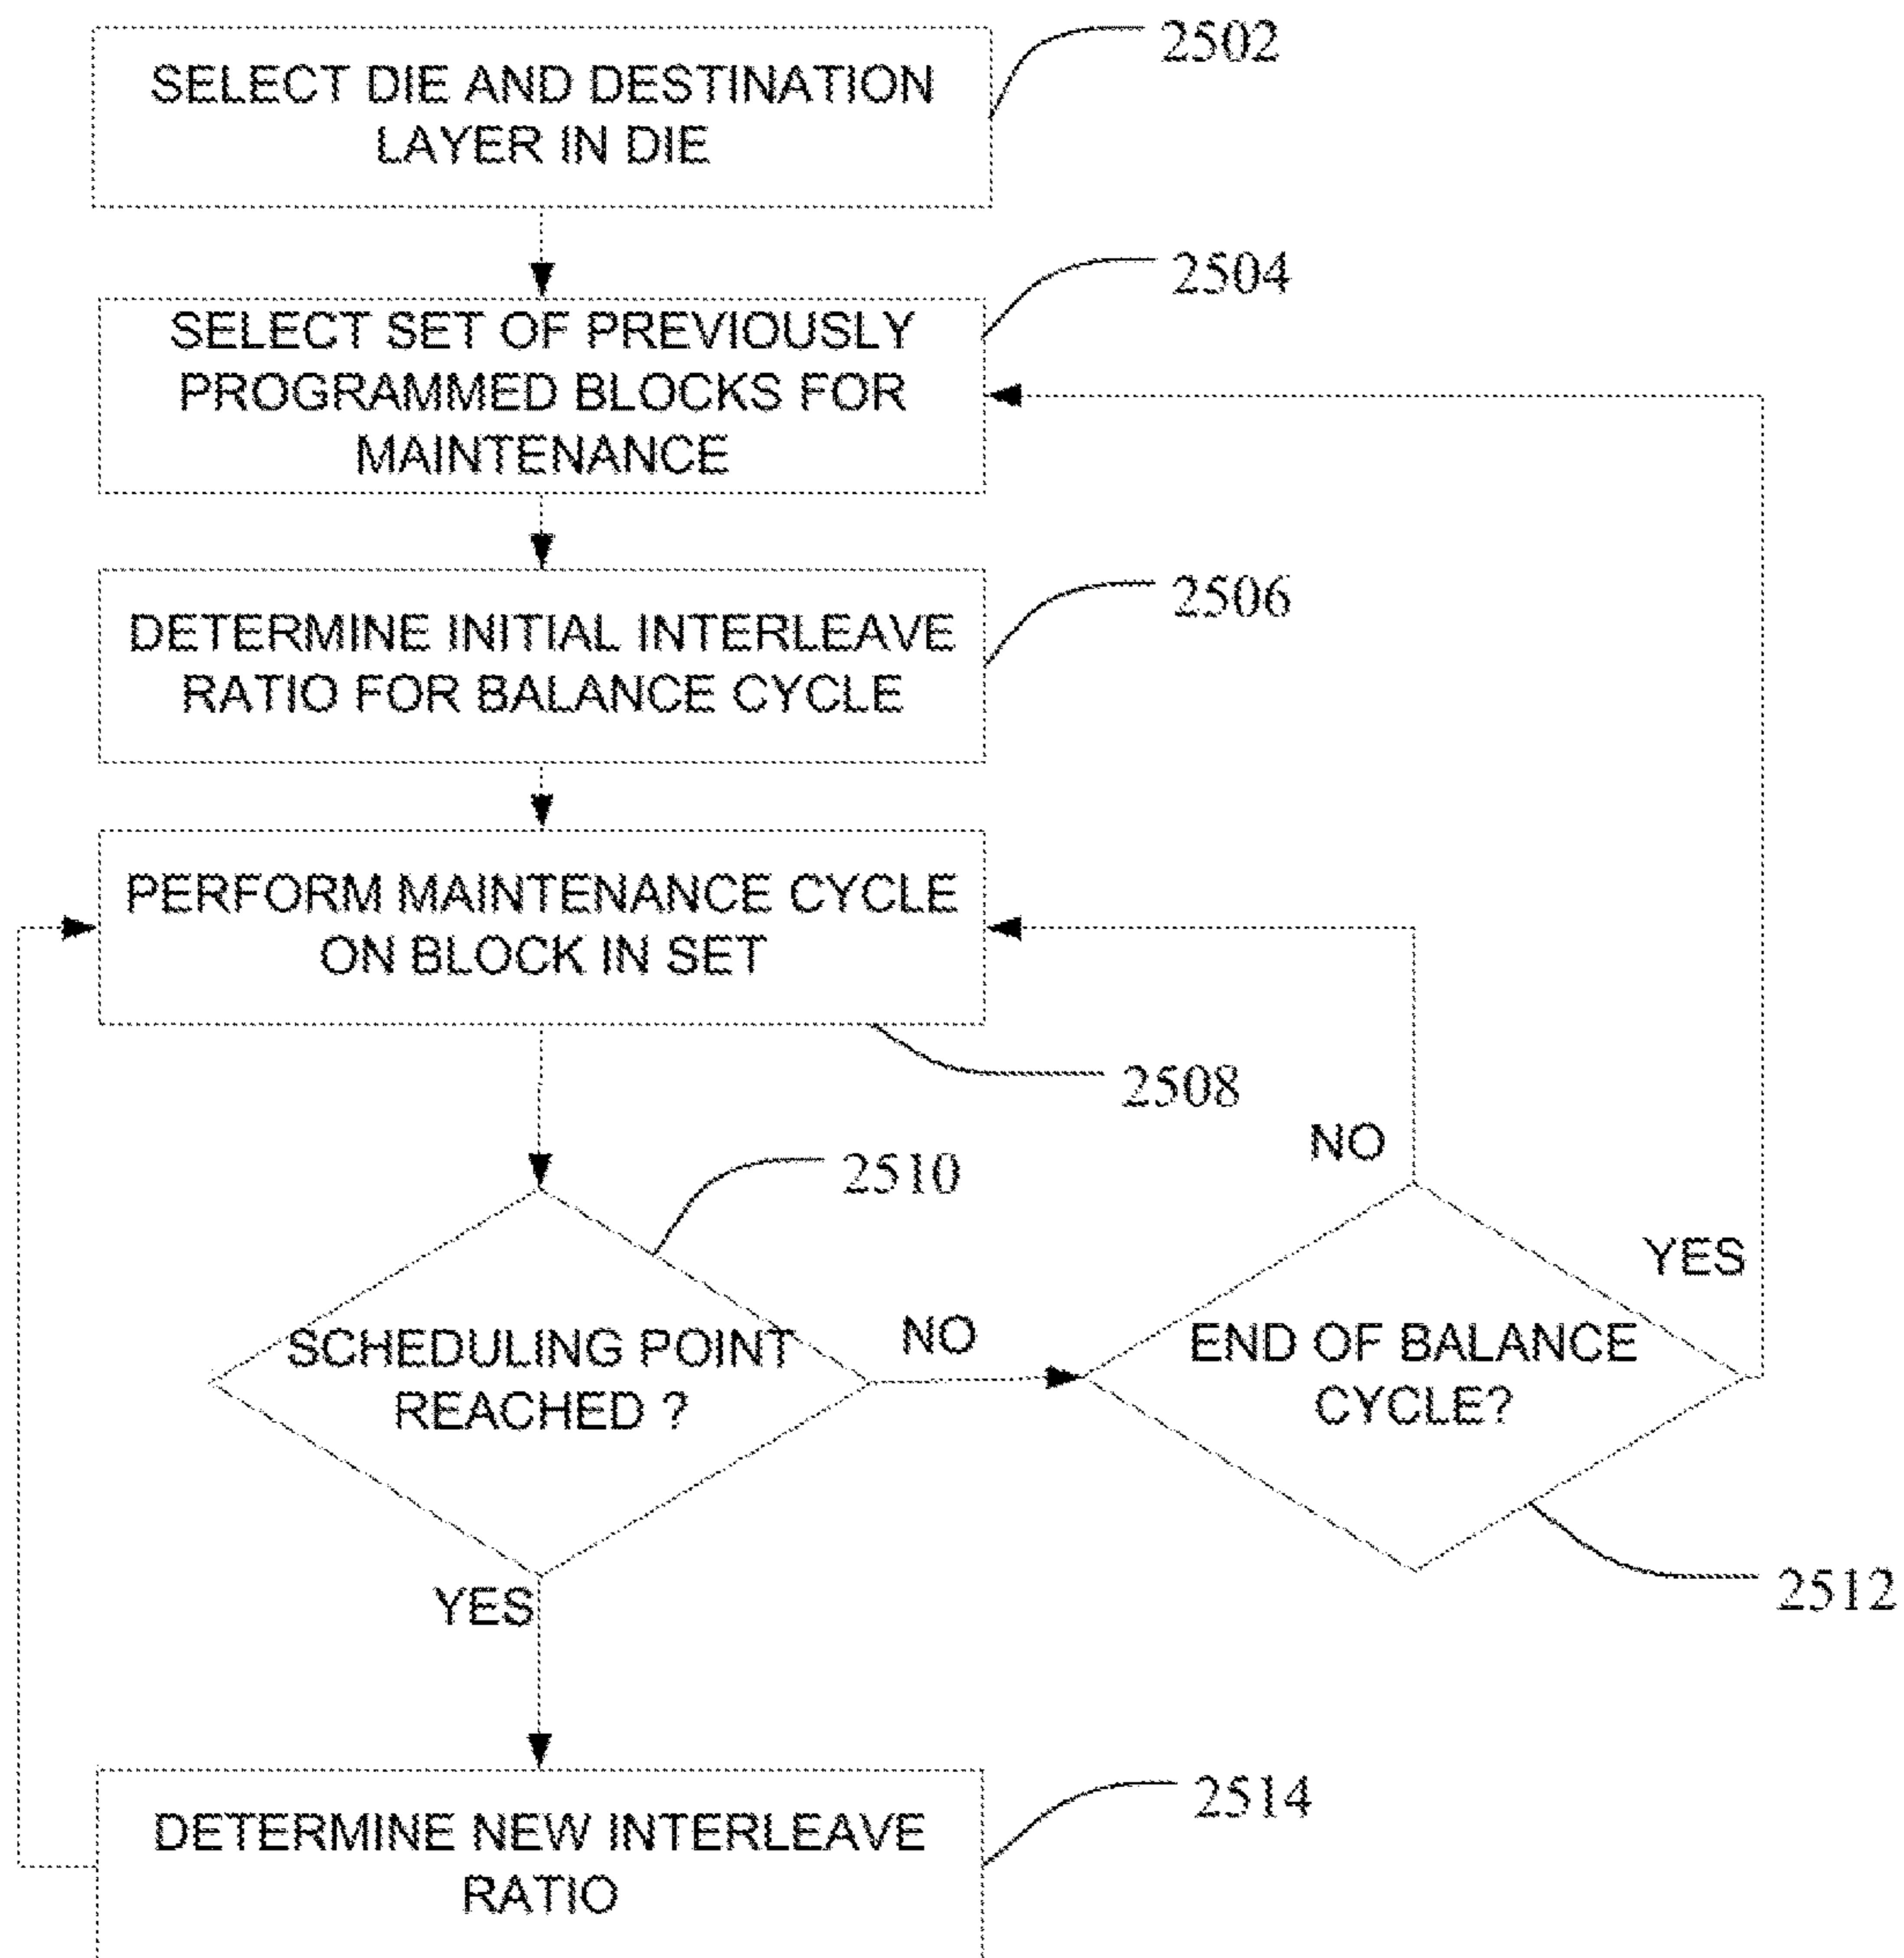 SELECT DIE AND DESTINATION
LAYER IN DIE
2502
SELECT SET OF PREVIOUSLY
PROGRAMMED BLOCKS FOR
MAINTENANCE
2504
DETERMINE INITIAL INTERLEAVE
RATIO FOR BALANCE CYCLE
2506
PERFORM MAINTENANCE CYCLE
ON BLOCK IN SET
2508
SCHEDULING POINT
REACHED ?
2510
NO
END OF BALANCE
CYCLE?
NO
YES
2512
YES
DETERMINE NEW INTERLEAVE
RATIO
2514